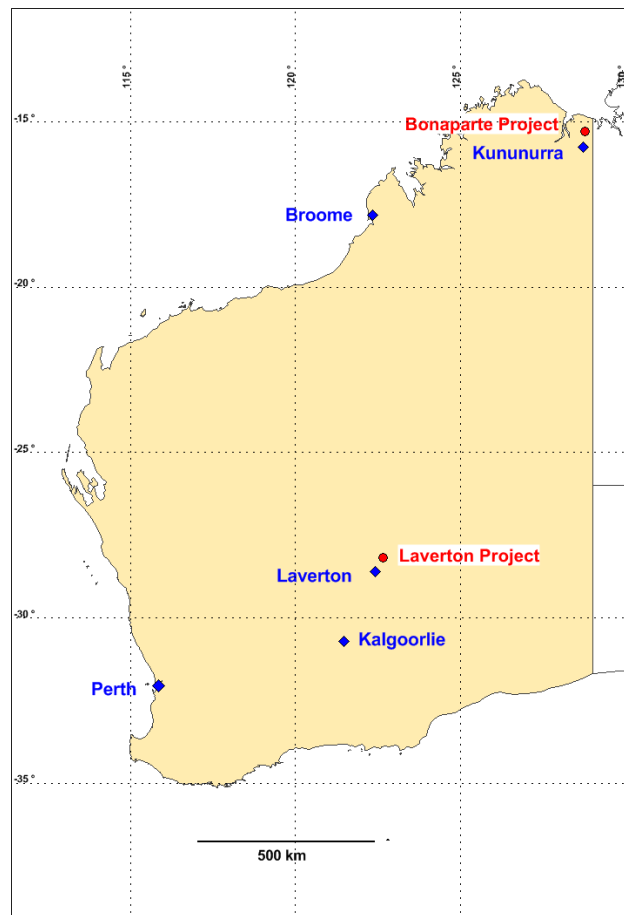 115°
120°
125°
130°
-15°
Bonaparte Project
Kununurra
Broome
-20°
-25°
Laverton Project
Laverton
-30°
Kalgoorlie
Perth
-35°
500 km